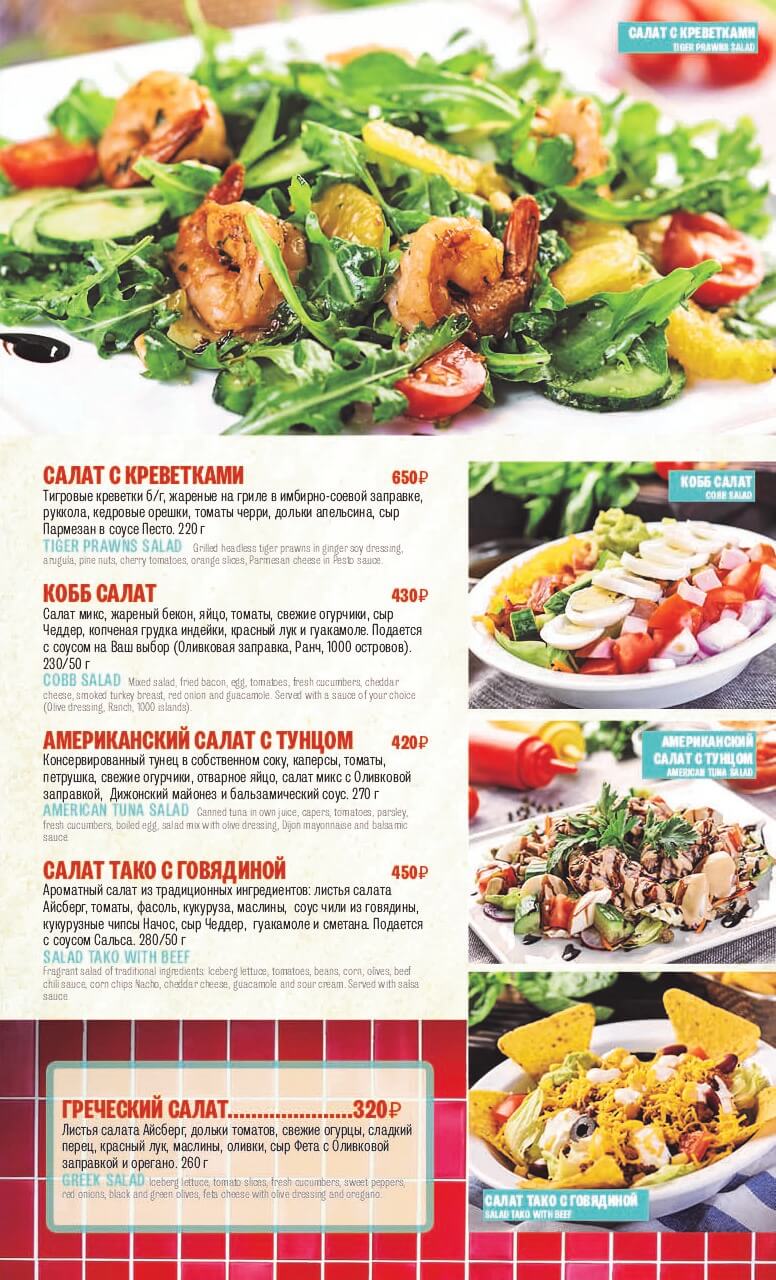 САЛАТ С КРЕВЕТКАМИ
TIGER PRAWNS SALAD
САЛАТ С КРЕВЕТКАМИ 650₽
Тигровые креветки б/г, жареные на гриле в имбирно-соевой заправке,
руккола, кедровые орешки, томаты черри, дольки апельсина, сыр
Пармезан в соусе Песто. 220 г
TIGER PRAWNS SALAD Grilled headless tiger prawns in ginger soy dressing,
arugula, pine nuts, cherry tomatoes, orange slices, Parmesan cheese in Pesto sauce.
КОББ САЛАТ 430₽
Салат микс, жареный бекон, яйцо, томаты, свежие огурчики, сыр
Чеддер, копченая грудка индейки, красный лук и гуакамоле. Подается
с соусом на Ваш выбор (Оливковая заправка, Ранч, 1000 островов).
230/50 г
COBB SALAD Mixed salad, fried bacon, egg, tomatoes, fresh cucumbers, cheddar
cheese, smoked turkey breast, red onion and guacamole. Served with a sauce of your choice
(Olive dressing, Ranch, 1000 islands).
АМЕРИКАНСКИЙ САЛАТ С ТУНЦОМ 420₽
Консервированный тунец в собственном соку, каперсы, томаты,
петрушка, свежие огурчики, отварное яйцо, салат микс с Оливковой
заправкой, Дижонский майонез и бальзамический соус. 270 г
AMERICAN TUNA SALAD Canned tuna in own juice, capers, tomatoes, parsley,
fresh cucumbers, boiled egg, salad mix with olive dressing, Dijon mayonnaise and balsamic
sauce
САЛАТ ТАКО С ГОВЯДИНОЙ 450₽
Ароматный салат из традиционных ингредиентов: листья салата
Айсберг, томаты, фасоль, кукуруза, маслины, соус чили из говядины,
кукурузные чипсы Начос, сыр Чеддер, гуакамоле и сметана. Подается
с соусом Сальса. 280/50 г
SALAD TAKO WITH BEEF
Fragrant salad of traditional ingredients: Iceberg lettuce, tomatoes, beans, corn, olives, beef
chili sauce, corn chips Nacho, cheddar cheese, guacamole and sour cream. Served with salsa
sauce
КОББ САЛАТ
COBB SALAD
АМЕРИКАНСКИЙ
САЛАТ С ТУНЦОМ
AMERICAN TUNA SALAD
САЛАТ ТАКО С ГОВЯДИНОЙ
SALAD TAKO WITH BEEF
ГРЕЧЕСКИЙ САЛАТ.....................320₽
Листья салата Айсберг, дольки томатов, свежие огурцы, сладкий
перец, красный лук, маслины, оливки, сыр Фета с Оливковой
заправкой и орегано. 260 г
GREEK SALAD Iceberg lettuce, tomato slices, fresh cucumbers, sweet peppers,
red onions, black and green olives, feta cheese with olive dressing and oregano.